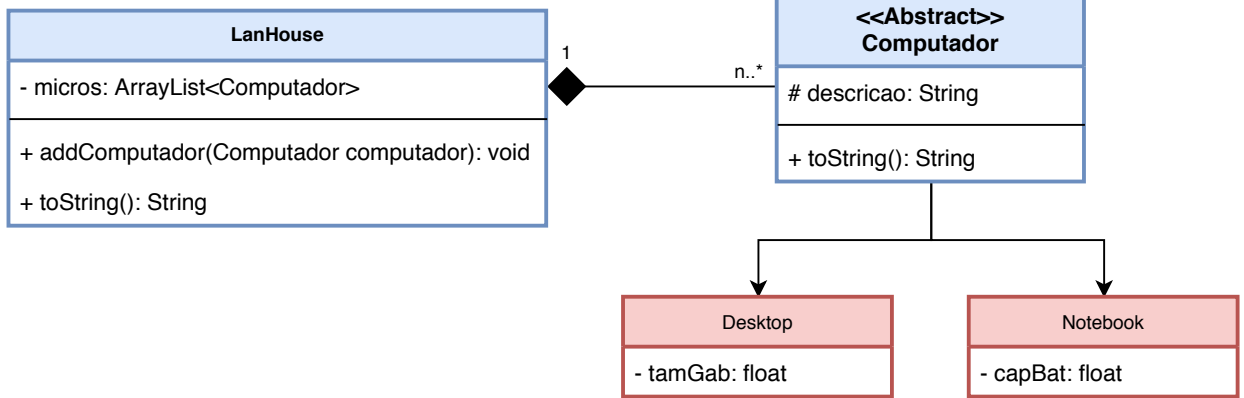 LanHouse
- micros: ArrayList<Computador>
+ addComputador(Computador computador): void
+ toString(): String
1
n..*
<<Abstract>>
Computador
# descricao: String
+ toString(): String
Desktop
- tamGab: float
Notebook
- capBat: float